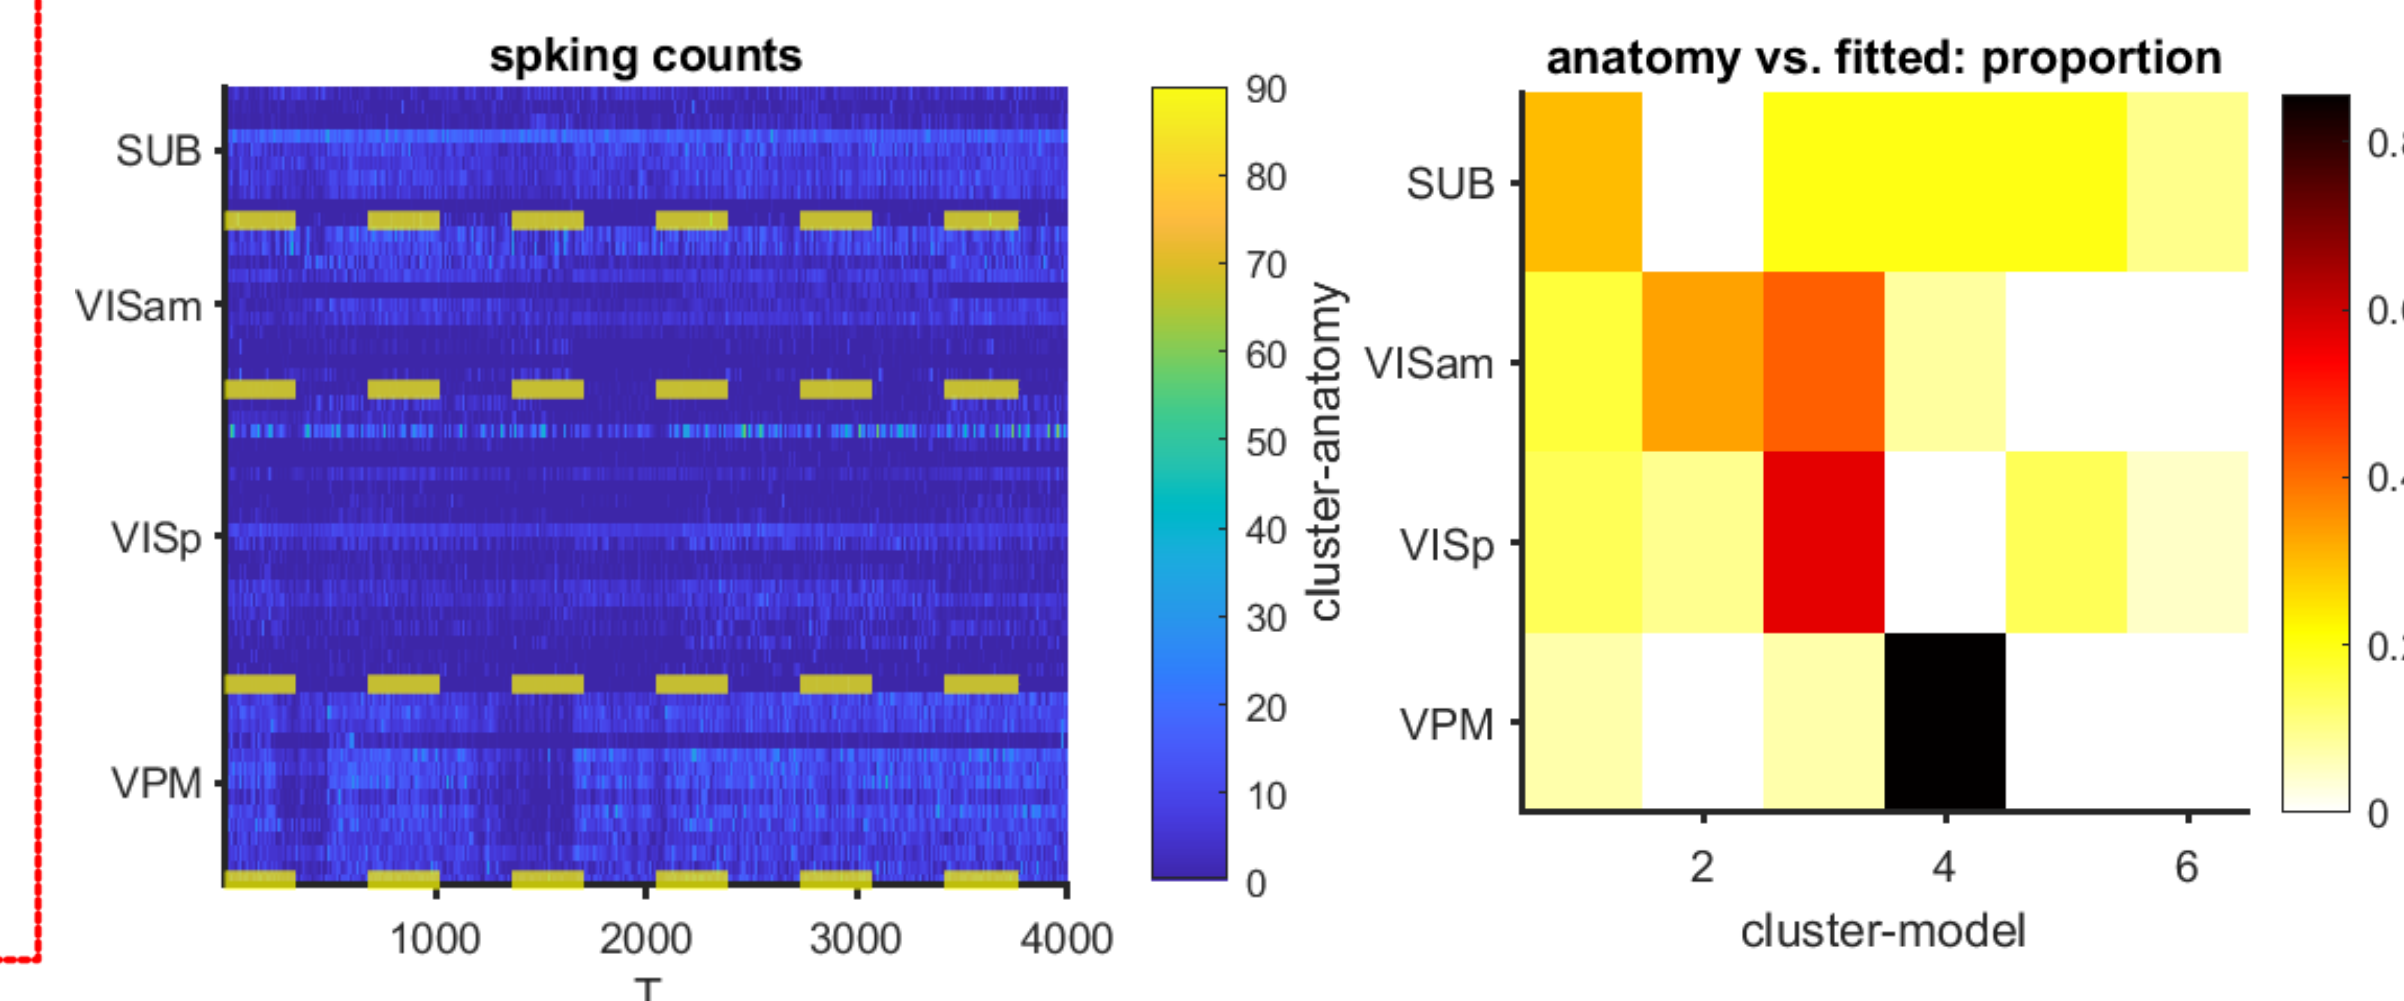 spking counts
SUB
VISam
VISp
VPM
1000 2000 3000 4000
T
90
80
70
60
50
40
30
20
10
0
anatomy vs. fitted: proportion
cluster-anatomy
SUB
VISam
VISp
VPM
2 4 6
cluster-model
0